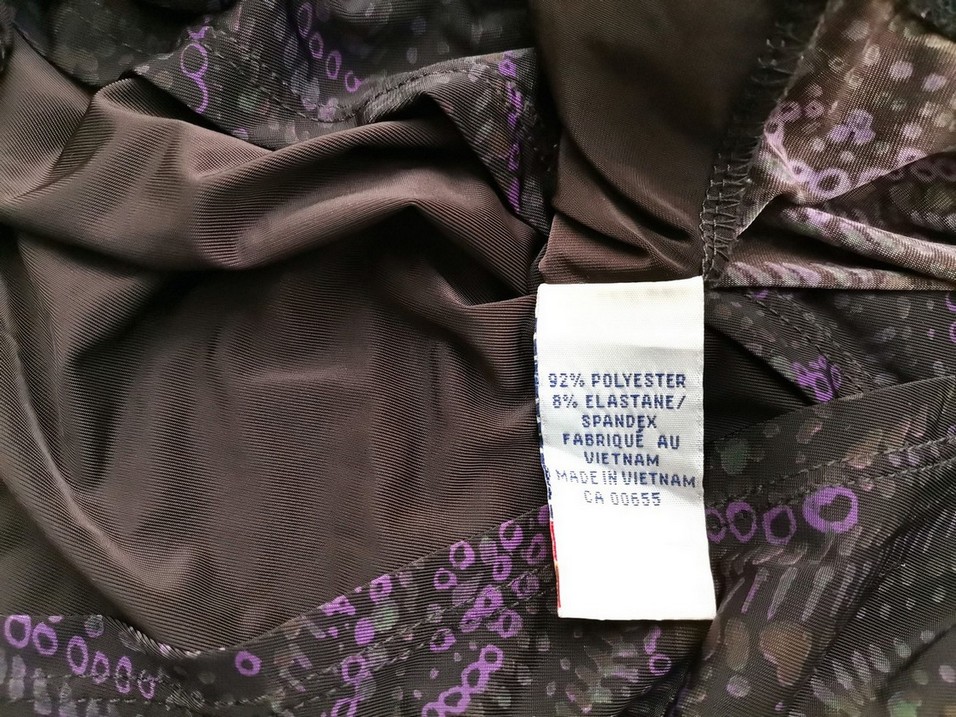 92% POLYESTER
8% ELASTANE/
SPANDEX
FABRIQUÉ AU
VIETNAM
MADE IN VIETNAM
CA 00655